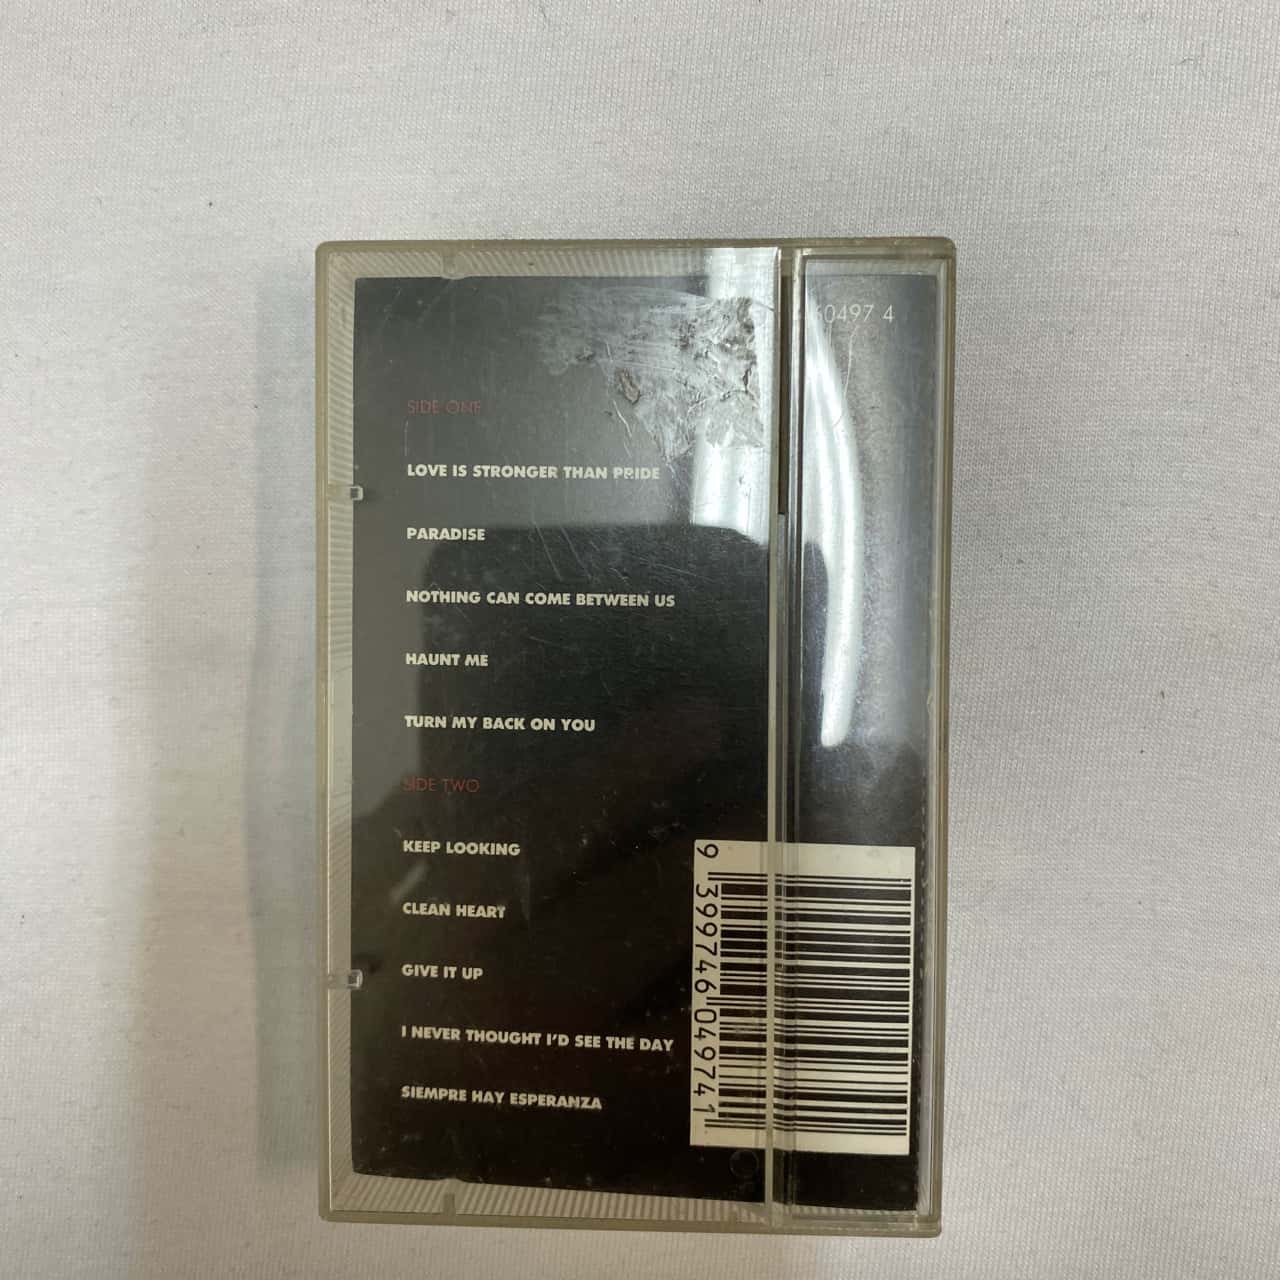 60497 4
SIDE ONE
LOVE IS STRONGER THAN PRIDE
PARADISE
NOTHING CAN COME BETWEEN US
HAUNT ME
TURN MY BACK ON YOU
SIDE TWO
KEEP LOOKING
CLEAN HEART
GIVE IT UP
I NEVER THOUGHT I'D SEE THE DAY
SIEMPRE HAY ESPERANZA
9 399746 049741